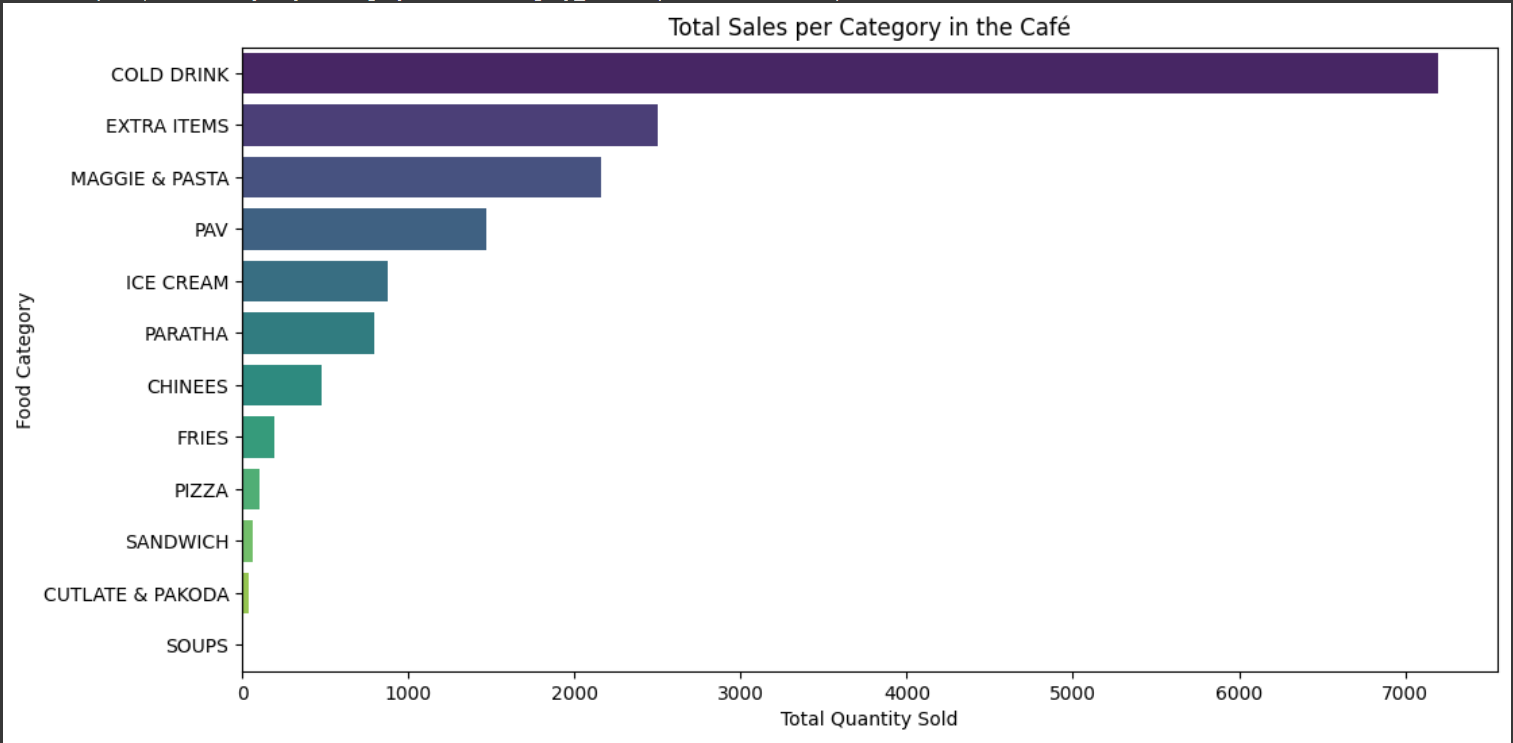 Total Sales per Category in the Café
COLD DRINK
EXTRA ITEMS
MAGGIE & PASTA
PAV
ICE CREAM
PARATHA
CHINEES
FRIES
PIZZA
SANDWICH
CUTLATE & PAKODA
SOUPS
Food Category
0 1000 2000 3000 4000 5000 6000 7000
Total Quantity Sold